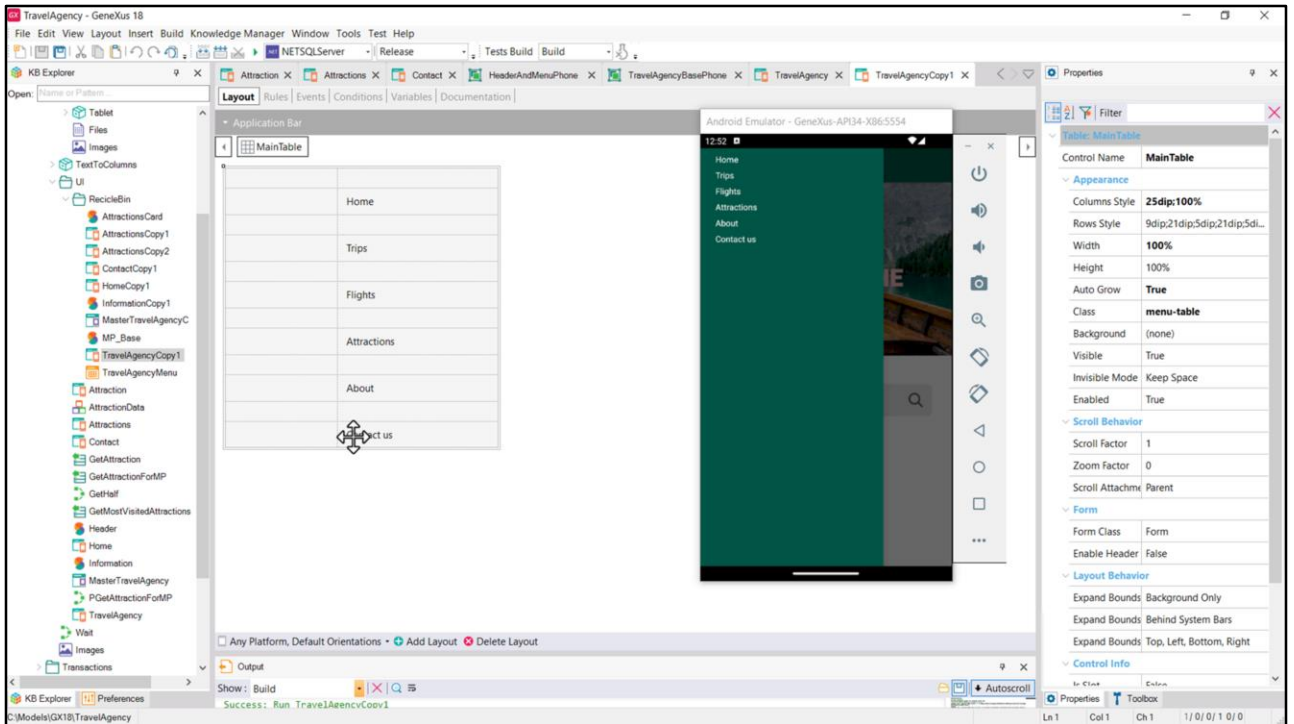 TravelAgency - GeneXus 18
File Edit View Layout Insert Build Knowledge Manager Window Tools Test Help
NETSQLServer Release Tests Build Build
KB Explorer
Open: Name or Pattern...
Tablet
Files
Images
TextToColumns
UI
RecicleBin
AttractionsCard
AttractionsCopy1
AttractionsCopy2
ContactCopy1
HomeCopy1
InformationCopy1
MasterTravelAgencyC
MP_Base
TravelAgencyCopy1
TravelAgencyMenu
Attraction
AttractionData
Attractions
Contact
GetAttraction
GetAttractionForMP
GetHalf
GetMostVisitedAttractions
Header
Home
Information
MasterTravelAgency
PGetAttractionForMP
TravelAgency
Wait
Images
Transactions
KB Explorer Preferences
C:\Models\GX18\TravelAgency
Attraction Attractions Contact HeaderAndMenuPhone TravelAgencyBasePhone TravelAgency TravelAgencyCopy1
Layout Rules Events Conditions Variables Documentation
Application Bar
MainTable
Home
Trips
Flights
Attractions
About
act us
Any Platform, Default Orientations Add Layout Delete Layout
Output
Show: Build Autoscroll
Success: Run TravelAgencyCopy1
Android Emulator - GeneXus-API34-X86:5554
12:52
Home
Trips
Flights
Attractions
About
Contact us
Properties
Filter
Table: MainTable
Control Name MainTable
Appearance
Columns Style 25dip;100%
Rows Style 9dip;21dip;5dip;21dip;5di...
Width 100%
Height 100%
Auto Grow True
Class menu-table
Background (none)
Visible True
Invisible Mode Keep Space
Enabled True
Scroll Behavior
Scroll Factor 1
Zoom Factor 0
Scroll Attachme Parent
Form
Form Class Form
Enable Header False
Layout Behavior
Expand Bounds Background Only
Expand Bounds Behind System Bars
Expand Bounds Top, Left, Bottom, Right
Control Info
Properties Toolbox
Ln 1 Col 1 Ch 1 1/0/0/1 0/0